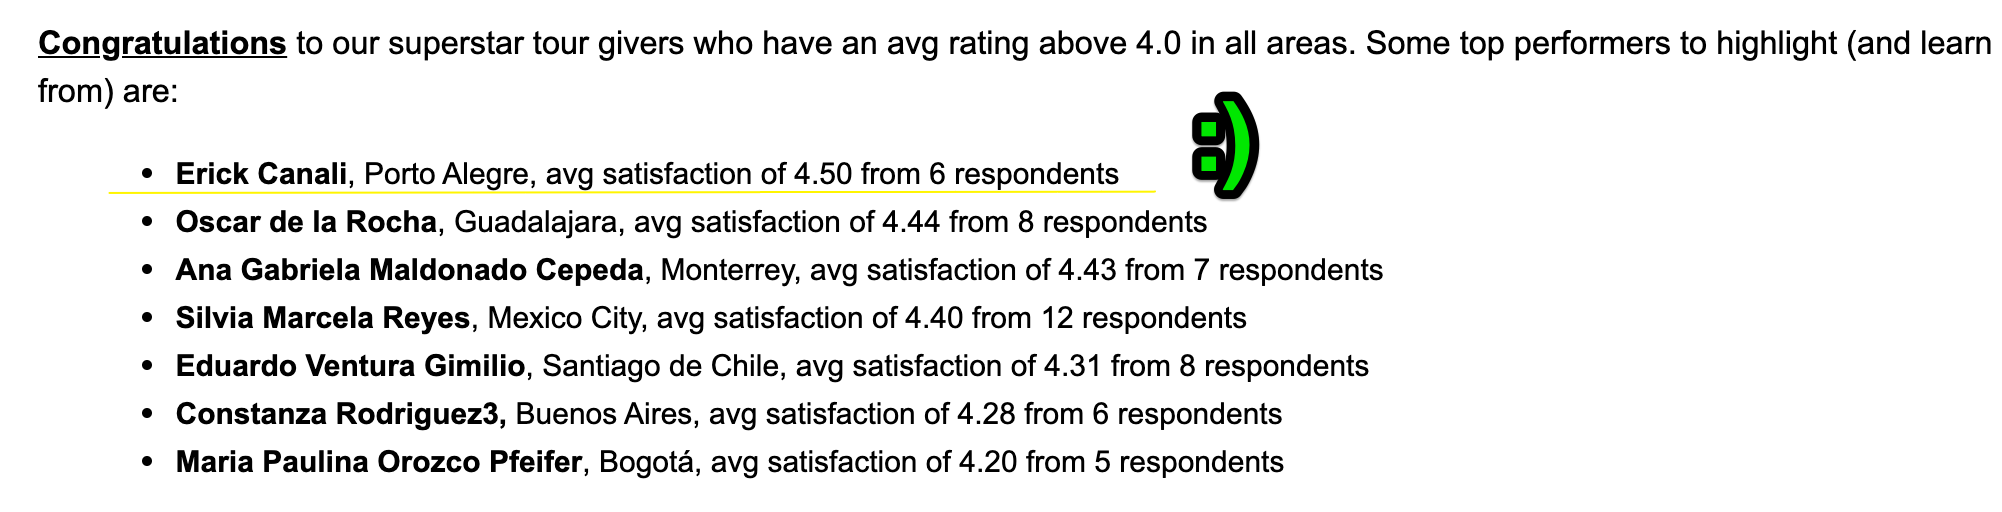 Congratulations to our superstar tour givers who have an avg rating above 4.0 in all areas. Some top performers to highlight (and learn
from) are:
:)
• Erick Canali, Porto Alegre, avg satisfaction of 4.50 from 6 respondents
• Oscar de la Rocha, Guadalajara, avg satisfaction of 4.44 from 8 respondents
• Ana Gabriela Maldonado Cepeda, Monterrey, avg satisfaction of 4.43 from 7 respondents
• Silvia Marcela Reyes, Mexico City, avg satisfaction of 4.40 from 12 respondents
• Eduardo Ventura Gimilio, Santiago de Chile, avg satisfaction of 4.31 from 8 respondents
• Constanza Rodriguez3, Buenos Aires, avg satisfaction of 4.28 from 6 respondents
• Maria Paulina Orozco Pfeifer, Bogotá, avg satisfaction of 4.20 from 5 respondents